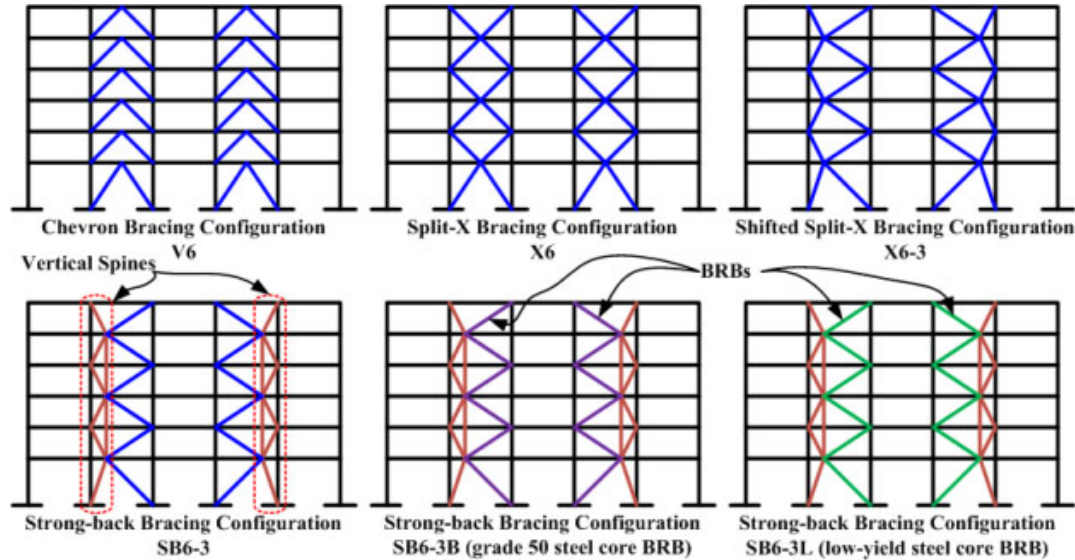 Chevron Bracing Configuration
V6
Split-X Bracing Configuration
X6
Shifted Split-X Bracing Configuration
X6-3
Vertical Spines
BRBs
Strong-back Bracing Configuration
SB6-3
Strong-back Bracing Configuration
SB6-3B (grade 50 steel core BRB)
Strong-back Bracing Configuration
SB6-3L (low-yield steel core BRB)